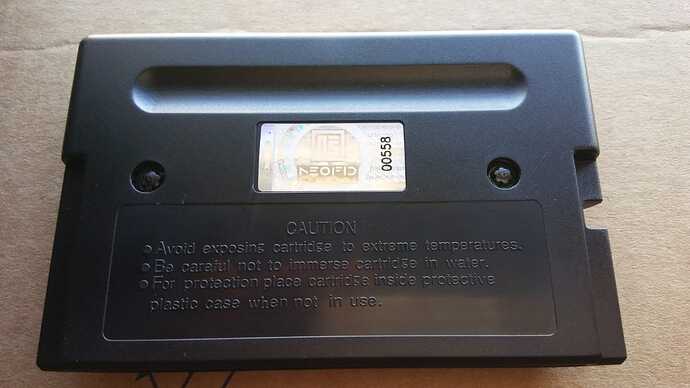 NEOFID
00558
CAUTION
Avoid exposing cartridge to extreme temperatures.
Be careful not to immerse cartridge in water.
For protection place cartridge inside protective
plastic case when not in use.